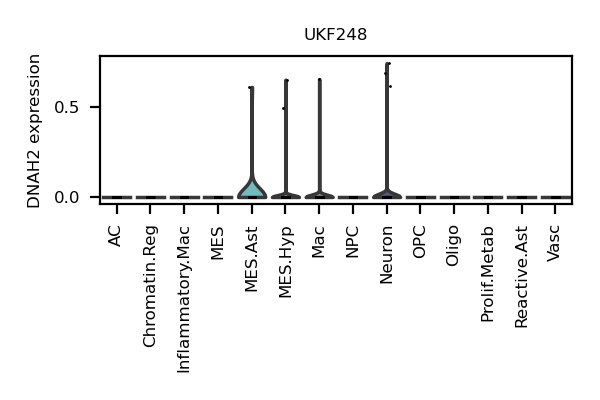 UKF248
DNAH2 expression
0.5
0.0
AC
Chromatin.Reg
Inflammatory.Mac
MES
MES.Ast
MES.Hyp
Mac
NPC
Neuron
OPC
Oligo
Prolif.Metab
Reactive.Ast
Vasc